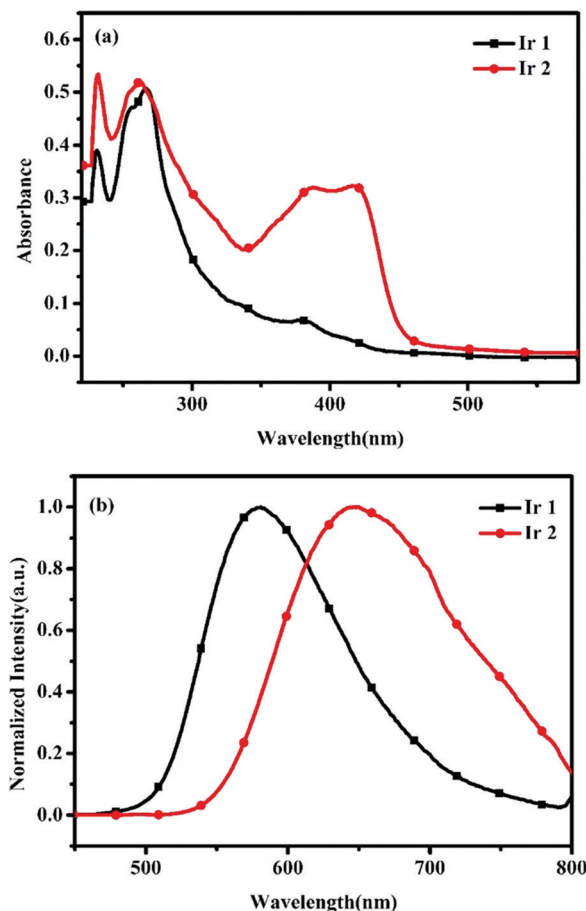 (a)
Ir 1
Ir 2
0.6
0.5
0.4
0.3
0.2
0.1
0.0
Absorbance
300
400
500
Wavelength(nm)
(b)
Ir 1
Ir 2
1.0
0.8
0.6
0.4
0.2
0.0
Normalized Intensity(a.u.)
500
600
700
800
Wavelength(nm)